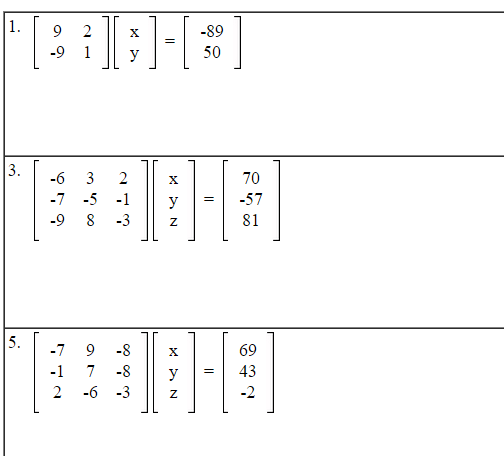 1. [ 9 2 ] [ x ] = [ -89 ]
[ -9 1 ] [ y ] [ 50 ]
3. [ -6 3 2 ] [ x ] [ 70 ]
[ -7 -5 -1 ] [ y ] = [ -57 ]
[ -9 8 -3 ] [ z ] [ 81 ]
5. [ -7 9 -8 ] [ x ] [ 69 ]
[ -1 7 -8 ] [ y ] = [ 43 ]
[ 2 -6 -3 ] [ z ] [ -2 ]